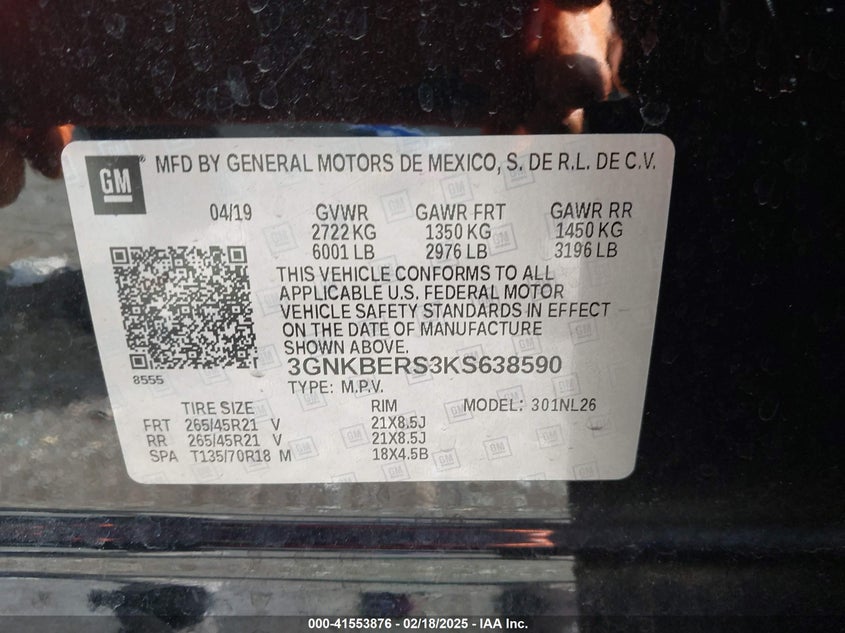 GM® MFD BY GENERAL MOTORS DE MEXICO, S. DE R.L. DE C.V.
04/19 GVWR GAWR FRT GAWR RR
2722 KG 1350 KG 1450 KG
6001 LB 2976 LB 3196 LB
THIS VEHICLE CONFORMS TO ALL
APPLICABLE U.S. FEDERAL MOTOR
VEHICLE SAFETY STANDARDS IN EFFECT
ON THE DATE OF MANUFACTURE
SHOWN ABOVE.
3GNKBERS3KS638590
8555 TYPE: M.P.V.
TIRE SIZE RIM MODEL: 301NL26
FRT 265/45R21 V 21X8.5J
RR 265/45R21 V 21X8.5J
SPA T135/70R18 M 18X4.5B
000-41553876 - 02/18/2025 - IAA Inc.